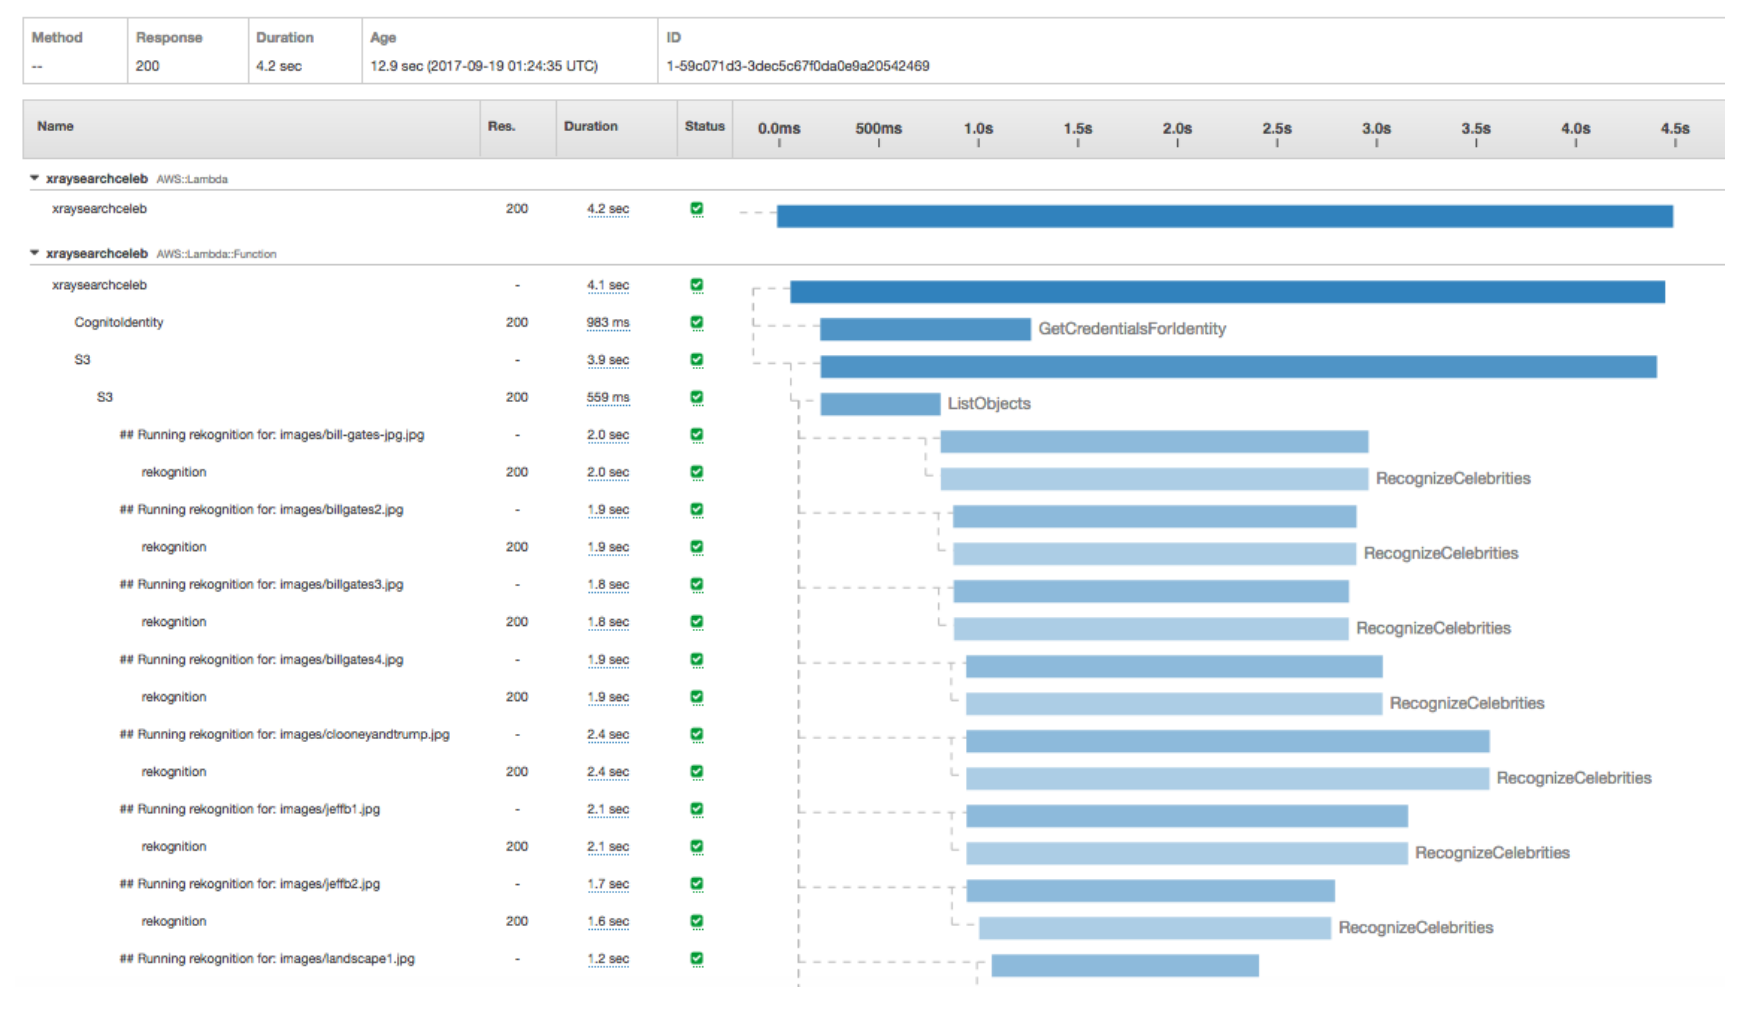 Method Response Duration Age ID
-- 200 4.2 sec 12.9 sec (2017-09-19 01:24:35 UTC) 1-59c071d3-3dec5c67f0da0e9a20542469
Name Res. Duration Status 0.0ms 500ms 1.0s 1.5s 2.0s 2.5s 3.0s 3.5s 4.0s 4.5s
xraysearchceleb AWS::Lambda
xraysearchceleb 200 4.2 sec
xraysearchceleb AWS::Lambda::Function
xraysearchceleb - 4.1 sec
CognitoIdentity 200 983 ms GetCredentialsForIdentity
S3 - 3.9 sec
S3 200 559 ms ListObjects
## Running rekognition for: images/bill-gates-jpg.jpg - 2.0 sec
rekognition 200 2.0 sec RecognizeCelebrities
## Running rekognition for: images/billgates2.jpg - 1.9 sec
rekognition 200 1.9 sec RecognizeCelebrities
## Running rekognition for: images/billgates3.jpg - 1.8 sec
rekognition 200 1.8 sec RecognizeCelebrities
## Running rekognition for: images/billgates4.jpg - 1.9 sec
rekognition 200 1.9 sec RecognizeCelebrities
## Running rekognition for: images/clooneyandtrump.jpg - 2.4 sec
rekognition 200 2.4 sec RecognizeCelebrities
## Running rekognition for: images/jeffb1.jpg - 2.1 sec
rekognition 200 2.1 sec RecognizeCelebrities
## Running rekognition for: images/jeffb2.jpg - 1.7 sec
rekognition 200 1.6 sec RecognizeCelebrities
## Running rekognition for: images/landscape1.jpg - 1.2 sec